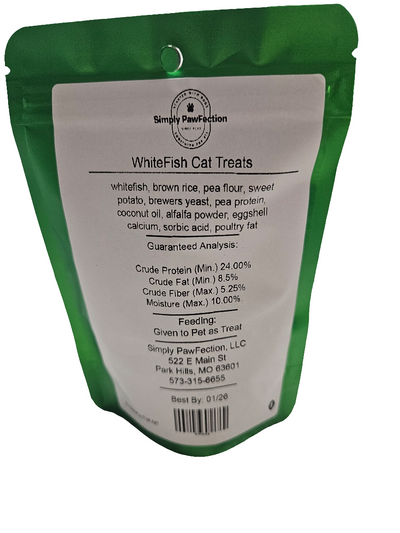 Simply PawFection
WhiteFish Cat Treats
whitefish, brown rice, pea flour, sweet
potato, brewers yeast, pea protein,
coconut oil, alfalfa powder, eggshell
calcium, sorbic acid, poultry fat
Guaranteed Analysis:
Crude Protein (Min.) 24.00%
Crude Fat (Min.) 8.5%
Crude Fiber (Max.) 5.25%
Moisture (Max.) 10.00%
Feeding:
Given to Pet as Treat
Simply PawFection, LLC
522 E Main St
Park Hills, MO 63601
573-315-6655
Best By: 01/26